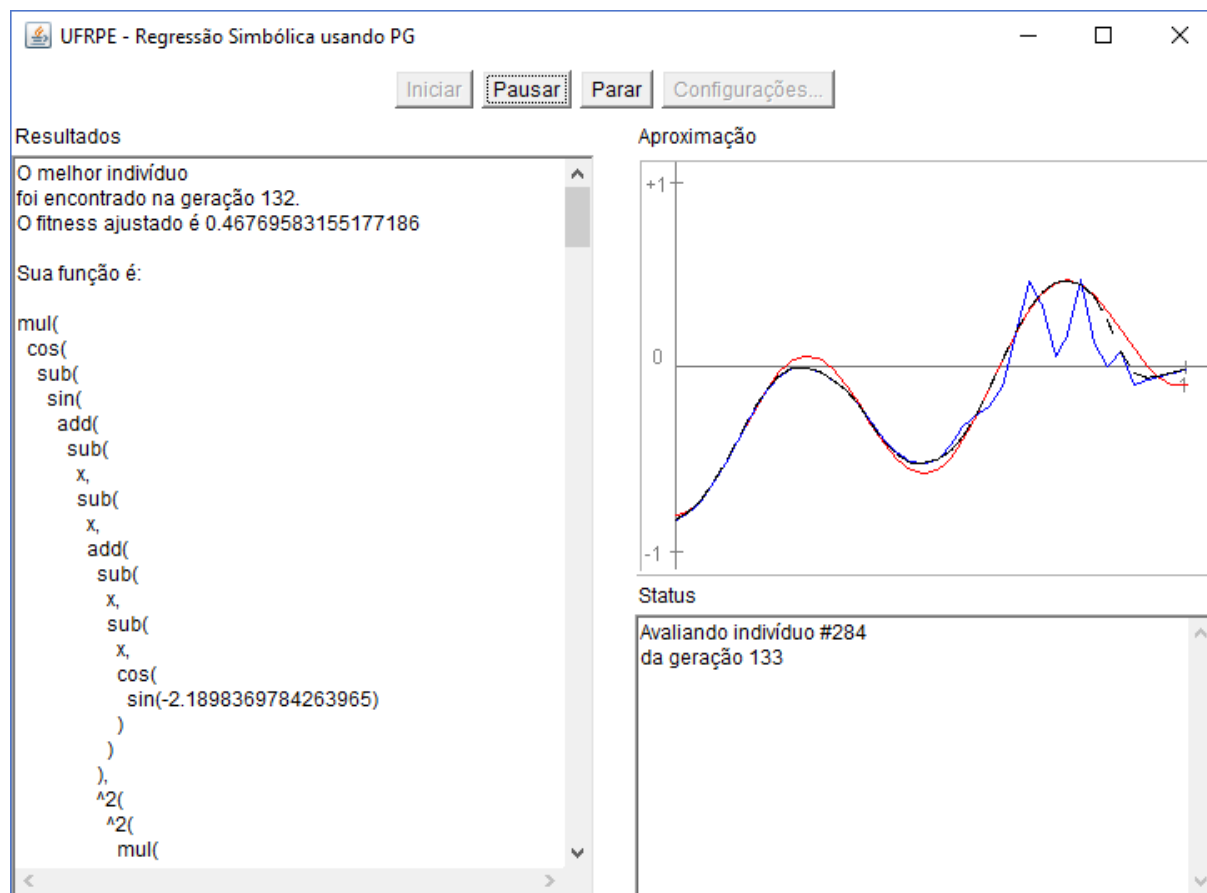 UFRPE - Regressão Simbólica usando PG
Iniciar Pausar Parar Configurações...
Resultados
O melhor indivíduo
foi encontrado na geração 132.
O fitness ajustado é 0.46769583155177186
Sua função é:
mul(
cos(
sub(
sin(
add(
sub(
x,
sub(
x,
add(
sub(
x,
sub(
x,
cos(
sin(-2.1898369784263965)
)
)
),
^2(
^2(
mul(
Aproximação
+1
0
1
-1
Status
Avaliando indivíduo #284
da geração 133